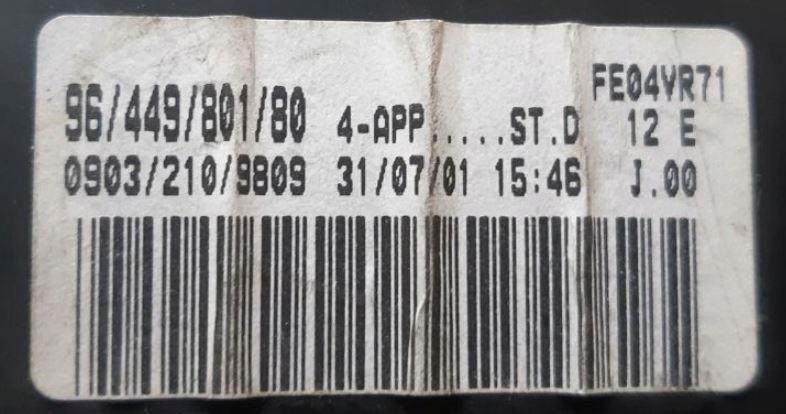 FE04VR71
96/449/801/80 4-APP.....ST.D 12 E
0903/210/9809 31/07/01 15:46 J.00